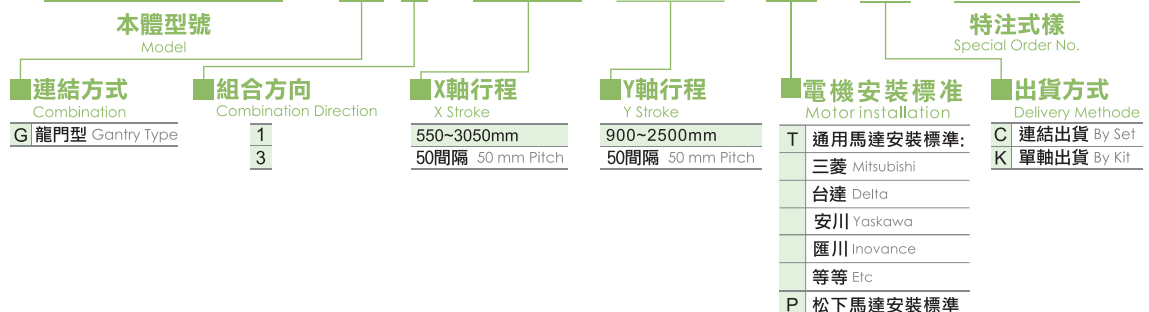 本體型號
Model
特注式樣
Special Order No.
連結方式
Combination
G 龍門型 Gantry Type
組合方向
Combination Direction
1
3
X軸行程
X Stroke
550~3050mm
50間隔 50 mm Pitch
Y軸行程
Y Stroke
900~2500mm
50間隔 50 mm Pitch
電機安裝標准
Motor installation
T 通用馬達安裝標準:
三菱 Mitsubishi
台達 Delta
安川 Yaskawa
匯川 Inovance
等等 Etc
P 松下馬達安裝標準
出貨方式
Delivery Methode
C 連結出貨 By Set
K 單軸出貨 By Kit